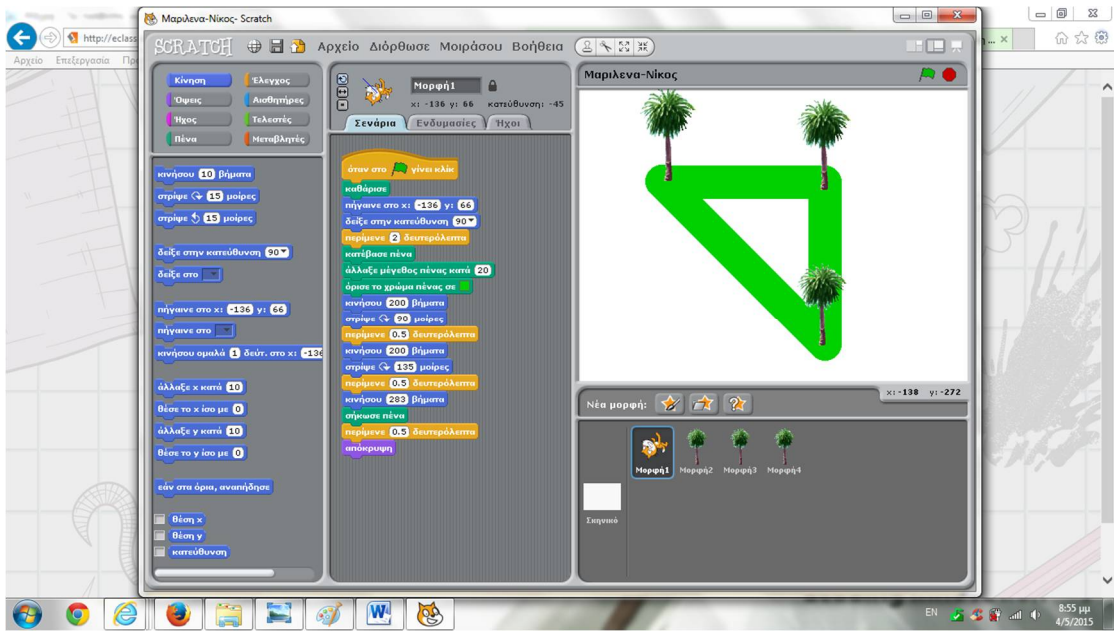 Μαριλενα-Νίκος- Scratch
http://eclass
Αρχείο Επεξεργασία Πρ
SCRATCH Αρχείο Διόρθωσε Μοιράσου Βοήθεια
Κίνηση Έλεγχος
Όψεις Αισθητήρες
Ήχος Τελεστές
Πένα Μεταβλητές
κινήσου 10 βήματα
στρίψε 15 μοίρες
στρίψε 15 μοίρες
δείξε στην κατεύθυνση 90
δείξε στο
πήγαινε στο x: -136 y: 66
πήγαινε στο
κινήσου ομαλά 1 δεύτ. στο x: -136
άλλαξε x κατά 10
θέσε το x ίσο με 0
άλλαξε y κατά 10
θέσε το y ίσο με 0
εάν στα όρια, αναπήδησε
θέση x
θέση y
κατεύθυνση
Μορφή1
x: -136 y: 66 κατεύθυνση: -45
Σενάρια Ενδυμασίες Ήχοι
όταν στο γίνει κλικ
καθάρισε
πήγαινε στο x: -136 y: 66
δείξε στην κατεύθυνση 90
περίμενε 2 δευτερόλεπτα
κατέβασε πένα
άλλαξε μέγεθος πένας κατά 20
όρισε το χρώμα πένας σε
κινήσου 200 βήματα
στρίψε 90 μοίρες
περίμενε 0.5 δευτερόλεπτα
κινήσου 200 βήματα
στρίψε 135 μοίρες
περίμενε 0.5 δευτερόλεπτα
κινήσου 283 βήματα
σήκωσε πένα
περίμενε 0.5 δευτερόλεπτα
απόκρυψη
Μαριλενα-Νίκος
x: -138 y: -272
Νέα μορφή:
Μορφή1 Μορφή2 Μορφή3 Μορφή4
Σκηνικό
EN
8:55 μμ
4/5/2015